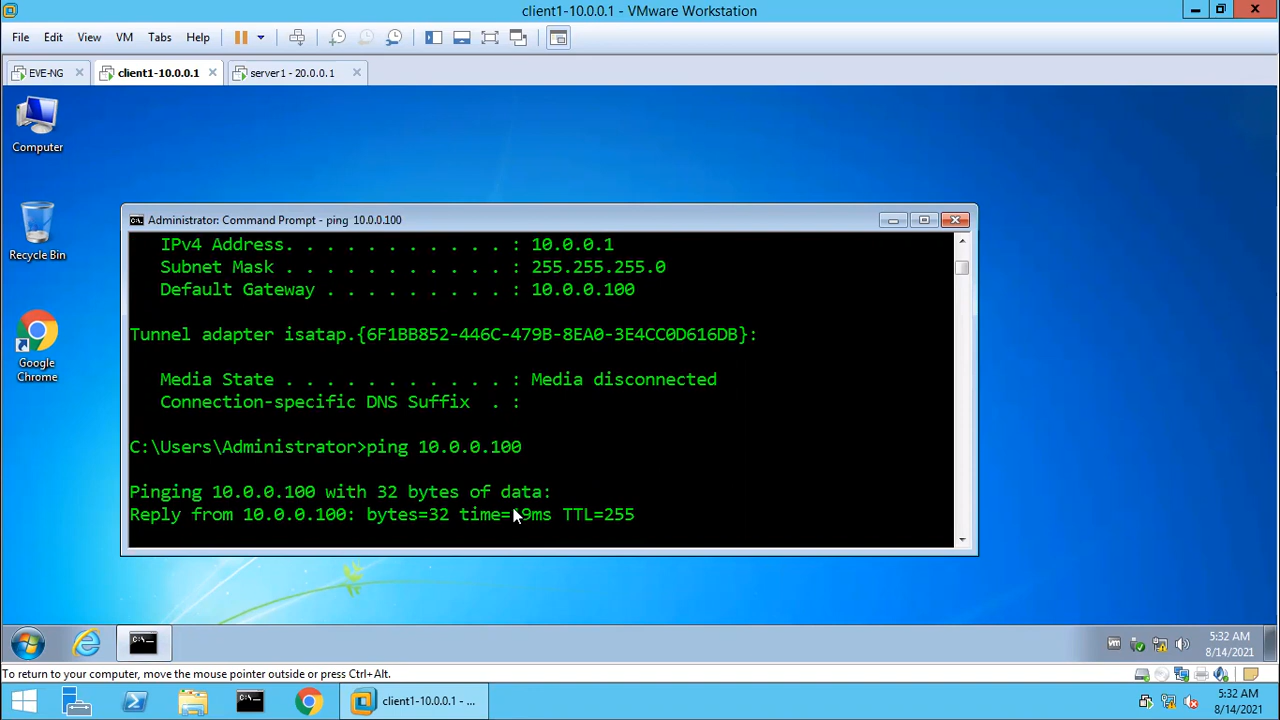 client1-10.0.0.1 - VMware Workstation
File Edit View VM Tabs Help
EVE-NG client1-10.0.0.1 server1 - 20.0.0.1
Computer
Recycle Bin
Google
Chrome
Administrator: Command Prompt - ping 10.0.0.100
IPv4 Address. . . . . . . . . . . : 10.0.0.1
Subnet Mask . . . . . . . . . . . : 255.255.255.0
Default Gateway . . . . . . . . . : 10.0.0.100
Tunnel adapter isatap.{6F1BB852-446C-479B-8EA0-3E4CC0D616DB}:
Media State . . . . . . . . . . . : Media disconnected
Connection-specific DNS Suffix . :
C:\Users\Administrator>ping 10.0.0.100
Pinging 10.0.0.100 with 32 bytes of data:
Reply from 10.0.0.100: bytes=32 TTL=255
5:32 AM
8/14/2021
To return to your computer, move the mouse pointer outside or press Ctrl+Alt.
client1-10.0.0.1 - ...
5:32 AM
8/14/2021